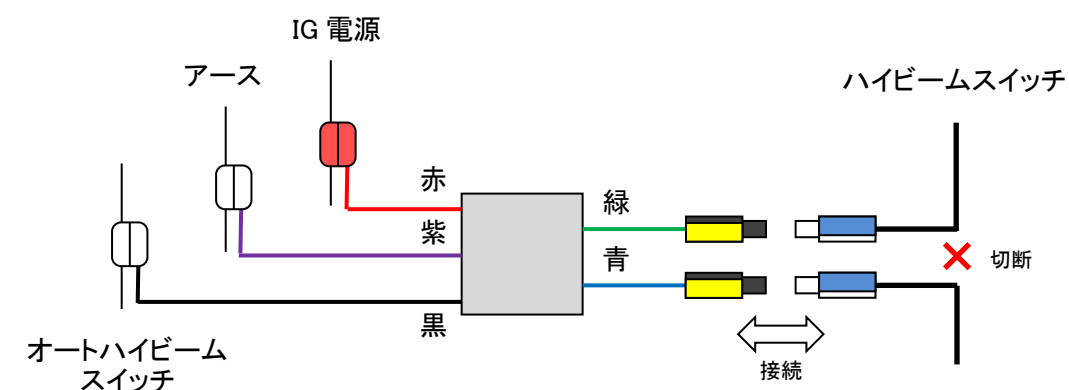 IG 電源
アース
ハイビームスイッチ
赤
緑
紫
青
切断
黒
接続
オートハイビーム
スイッチ